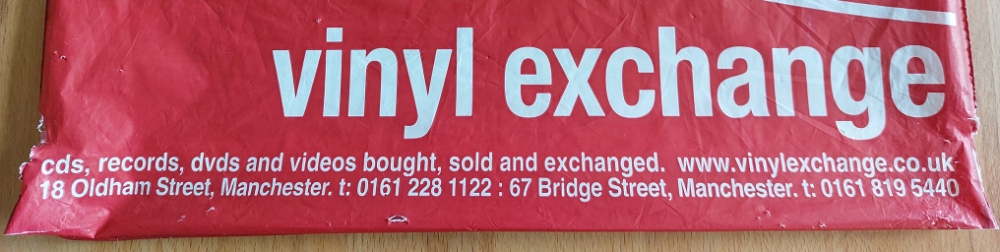 vinyl exchange
cds, records, dvds and videos bought, sold and exchanged. www.vinylexchange.co.uk
18 Oldham Street, Manchester. t: 0161 228 1122 : 67 Bridge Street, Manchester. t: 0161 819 5440